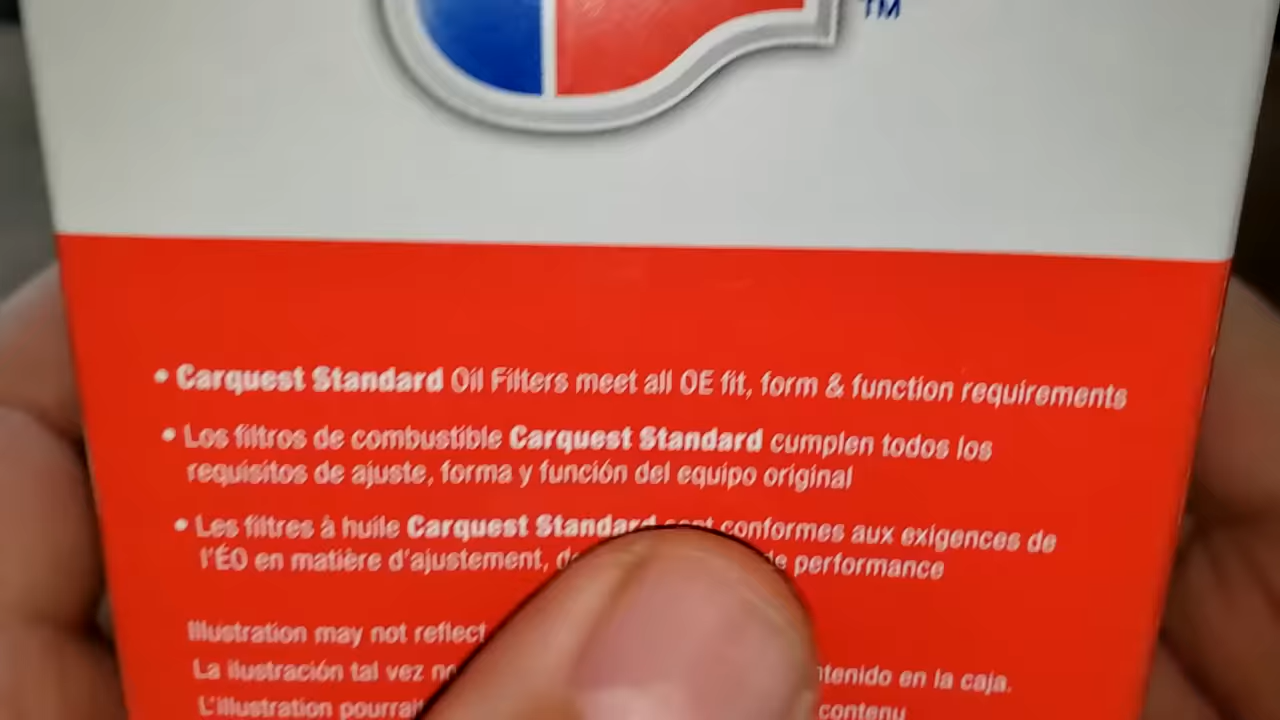 TM
• Carquest Standard Oil Filters meet all OE fit, form & function requirements
• Los filtros de combustible Carquest Standard cumplen todos los
requisitos de ajuste, forma y función del equipo original
• Les filtres à huile Carquest Standard conformes aux exigences de
l'ÉO en matière d'ajustement, de performance
Illustration may not reflect
La ilustración tal vez en la caja.
L'illustration contenu